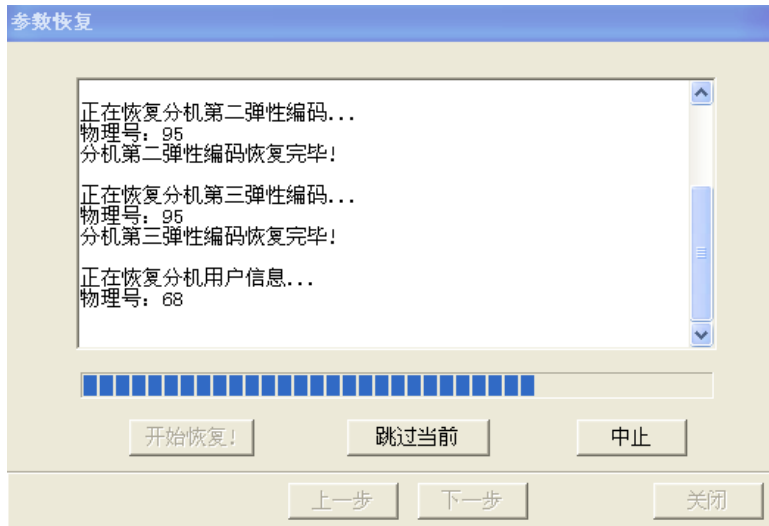 参数恢复
正在恢复分机第二弹性编码...
物理号: 95
分机第二弹性编码恢复完毕!
正在恢复分机第三弹性编码...
物理号: 95
分机第三弹性编码恢复完毕!
正在恢复分机用户信息...
物理号: 68
开始恢复!
跳过当前
中止
上一步
下一步
关闭